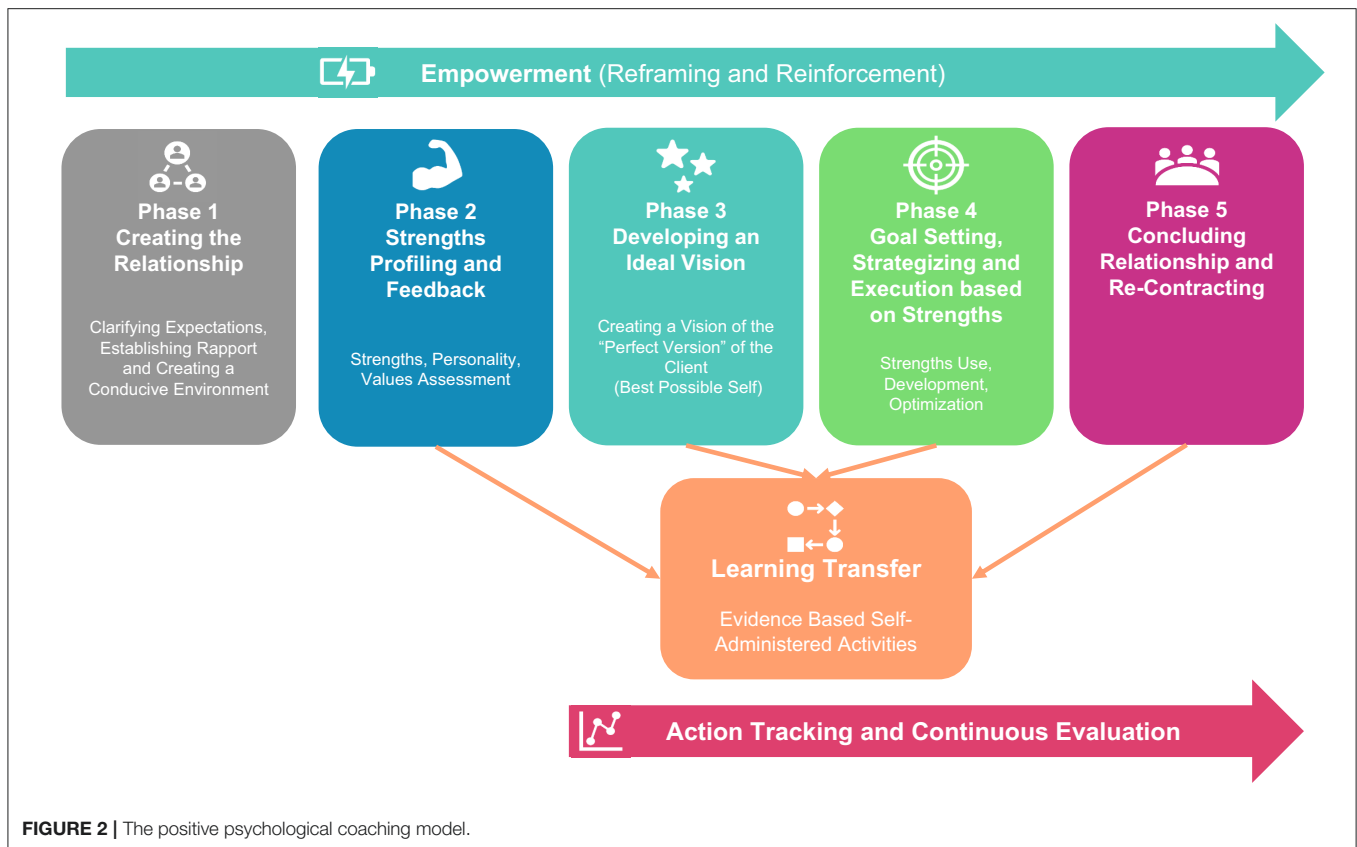 Empowerment (Reframing and Reinforcement)
Phase 1
Creating the
Relationship
Clarifying Expectations,
Establishing Rapport
and Creating a
Conducive Environment
Phase 2
Strengths
Profiling and
Feedback
Strengths, Personality,
Values Assessment
Phase 3
Developing an
Ideal Vision
Creating a Vision of the
“Perfect Version” of the
Client
(Best Possible Self)
Phase 4
Goal Setting,
Strategizing and
Execution based
on Strengths
Strengths Use,
Development,
Optimization
Phase 5
Concluding
Relationship and
Re-Contracting
Learning Transfer
Evidence Based Self-
Administered Activities
Action Tracking and Continuous Evaluation
FIGURE 2 | The positive psychological coaching model.